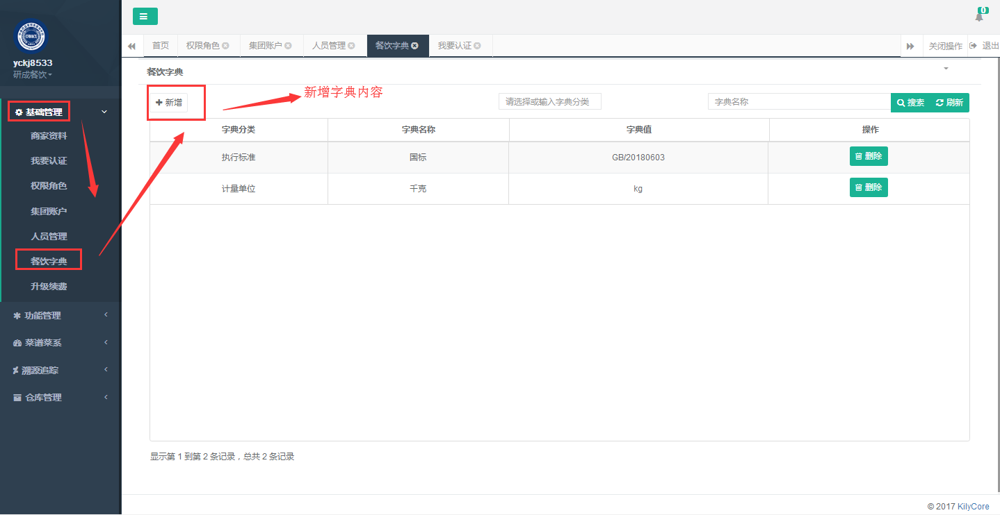 0
CFDACX
yckj8533
研成餐饮
首页
权限角色
集团账户
人员管理
餐饮字典
我要认证
关闭操作
退出
基础管理
商家资料
我要认证
权限角色
集团账户
人员管理
餐饮字典
升级续费
功能管理
菜谱菜系
溯源追踪
仓库管理
餐饮字典
新增
新增字典内容
请选择或输入字典分类
字典名称
搜索
刷新
字典分类 字典名称 字典值 操作
执行标准 国标 GB/20180603 删除
计量单位 千克 kg 删除
显示第 1 到第 2 条记录，总共 2 条记录
© 2017 KilyCore